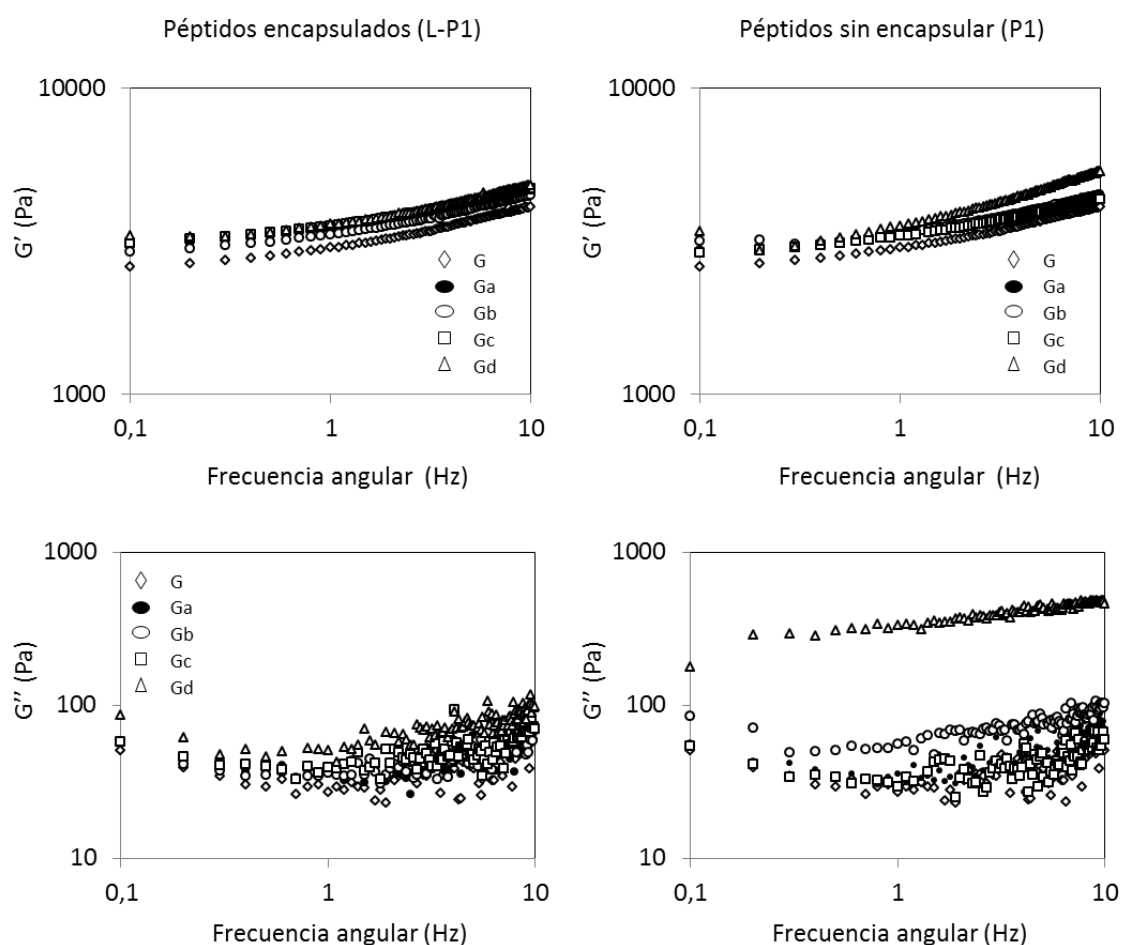 Péptidos encapsulados (L-P1)
Péptidos sin encapsular (P1)
10000
G’ (Pa)
G
Ga
Gb
Gc
Gd
1000
0,1
1
10
Frecuencia angular (Hz)
10000
G’ (Pa)
G
Ga
Gb
Gc
Gd
1000
0,1
1
10
Frecuencia angular (Hz)
1000
G
Ga
Gb
Gc
Gd
G’’ (Pa)
100
10
0,1
1
10
Frecuencia angular (Hz)
1000
G’’ (Pa)
100
10
0,1
1
10
Frecuencia angular (Hz)